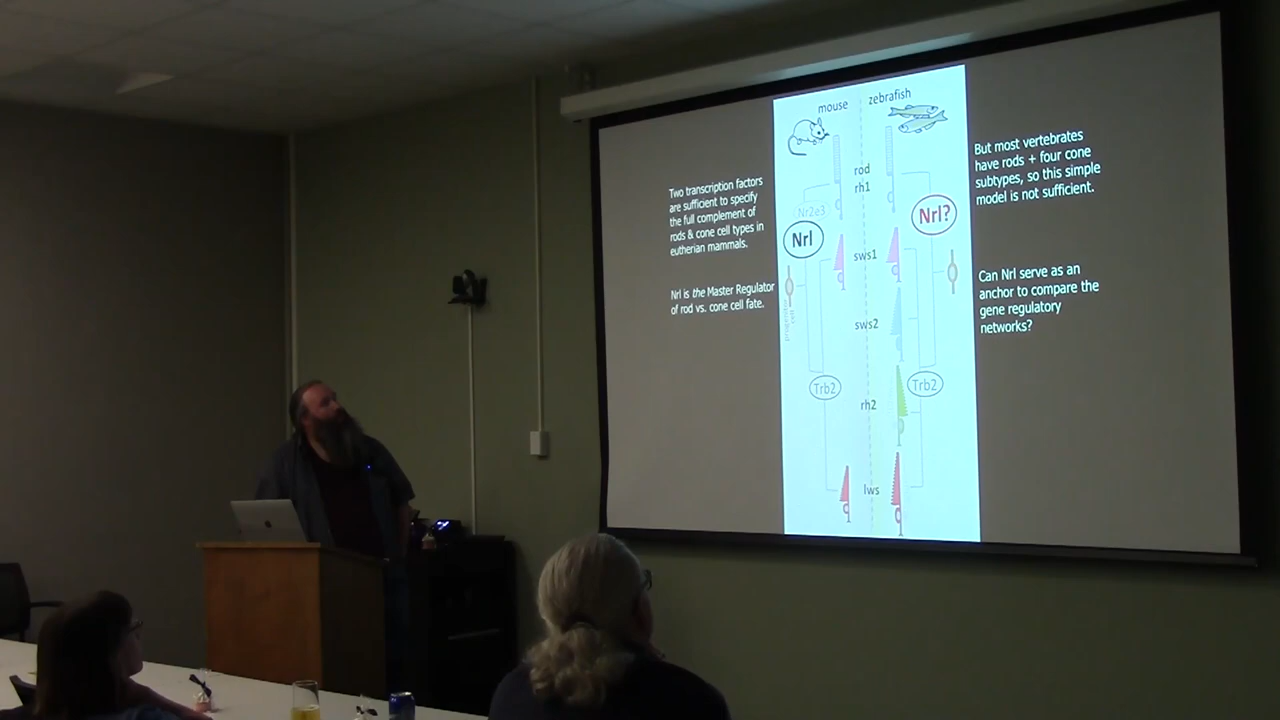 mouse
zebrafish
Two transcription factors
are sufficient to specify
the full complement of
rods & cone cell types in
eutherian mammals.
Nrl is the Master Regulator
of rod vs. cone cell fate.
rod
rh1
Nr2e3
Nrl
Nrl?
sws1
progenitor
cell
sws2
Trb2
Trb2
rh2
lws
But most vertebrates
have rods + four cone
subtypes, so this simple
model is not sufficient.
Can Nrl serve as an
anchor to compare the
gene regulatory
networks?